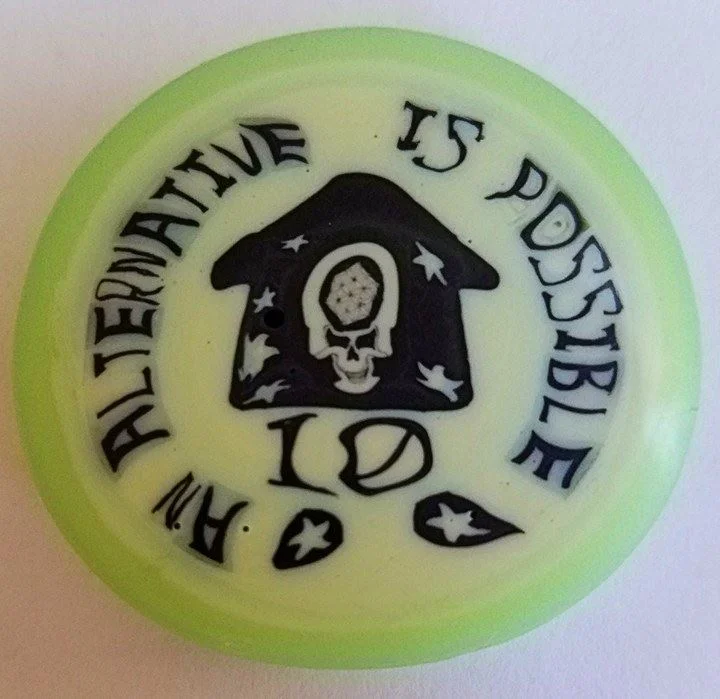 AN ALTERNATIVE IS POSSIBLE
10